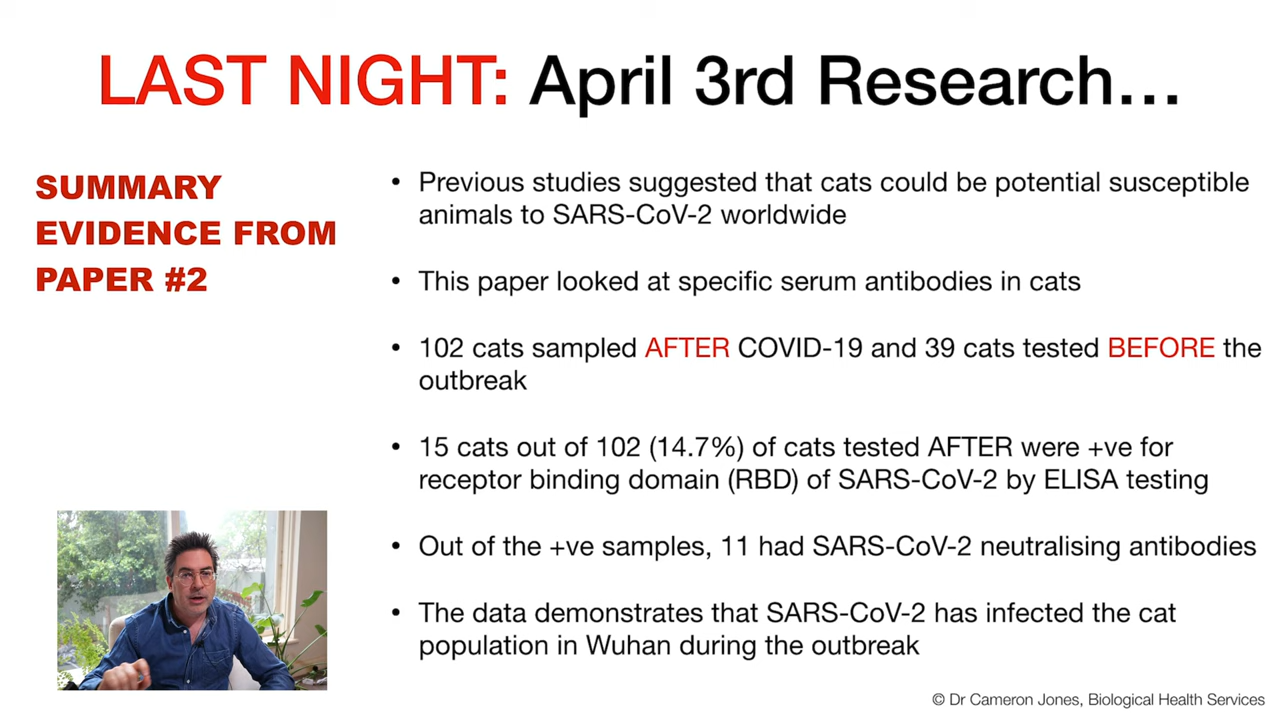 LAST NIGHT: April 3rd Research…
SUMMARY
EVIDENCE FROM
PAPER #2
• Previous studies suggested that cats could be potential susceptible
animals to SARS-CoV-2 worldwide
• This paper looked at specific serum antibodies in cats
• 102 cats sampled AFTER COVID-19 and 39 cats tested BEFORE the
outbreak
• 15 cats out of 102 (14.7%) of cats tested AFTER were +ve for
receptor binding domain (RBD) of SARS-CoV-2 by ELISA testing
• Out of the +ve samples, 11 had SARS-CoV-2 neutralising antibodies
• The data demonstrates that SARS-CoV-2 has infected the cat
population in Wuhan during the outbreak
© Dr Cameron Jones, Biological Health Services